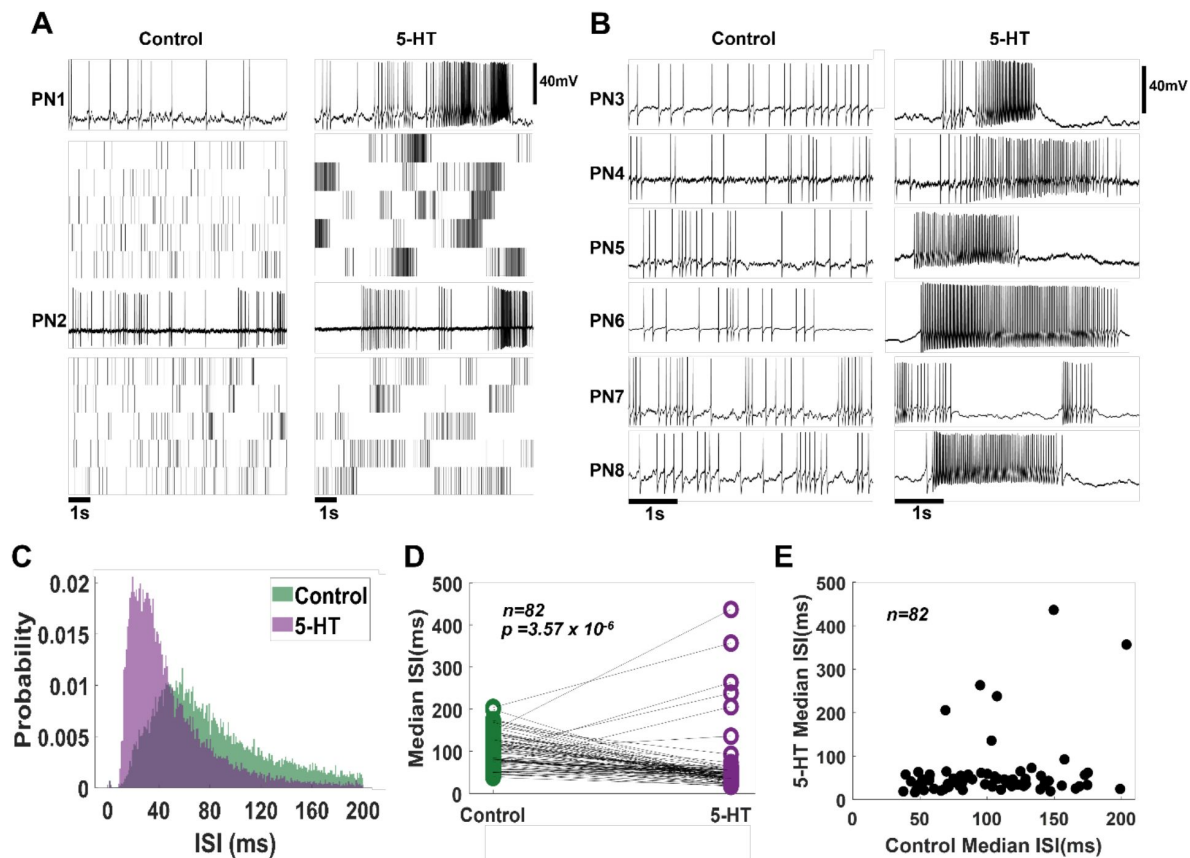 A
Control
5-HT
PN1
40mV
PN2
1s
1s
B
Control
5-HT
PN3
40mV
PN4
PN5
PN6
PN7
PN8
1s
1s
C
Probability
0.02
0.015
0.01
0.005
0
Control
5-HT
0 40 80 120 160 200
ISI (ms)
D
Median ISI(ms)
500
400
300
200
100
0
n=82
p =3.57 x 10-6
Control
5-HT
E
5-HT Median ISI(ms)
500
400
300
200
100
0
n=82
0 50 100 150 200
Control Median ISI(ms)